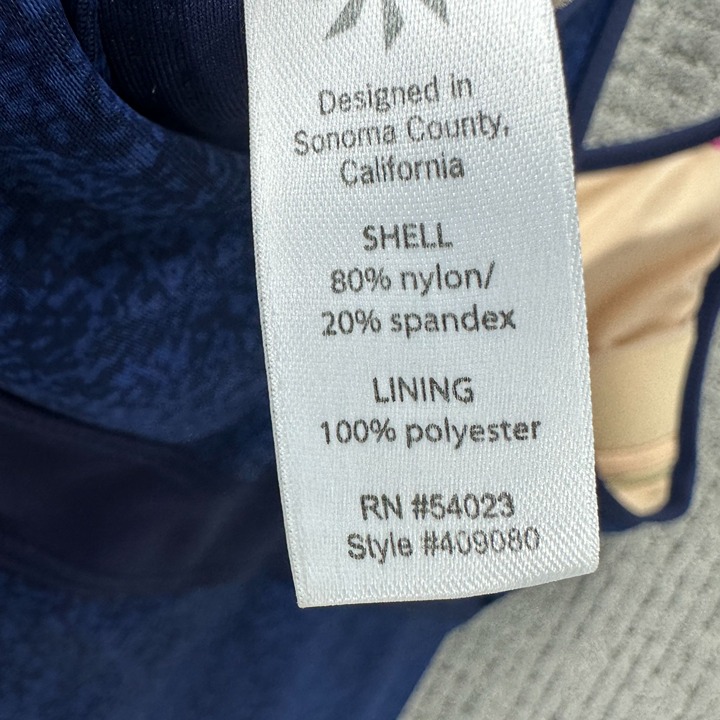 Designed in
Sonoma County,
California
SHELL
80% nylon/
20% spandex
LINING
100% polyester
RN #54023
Style #409080